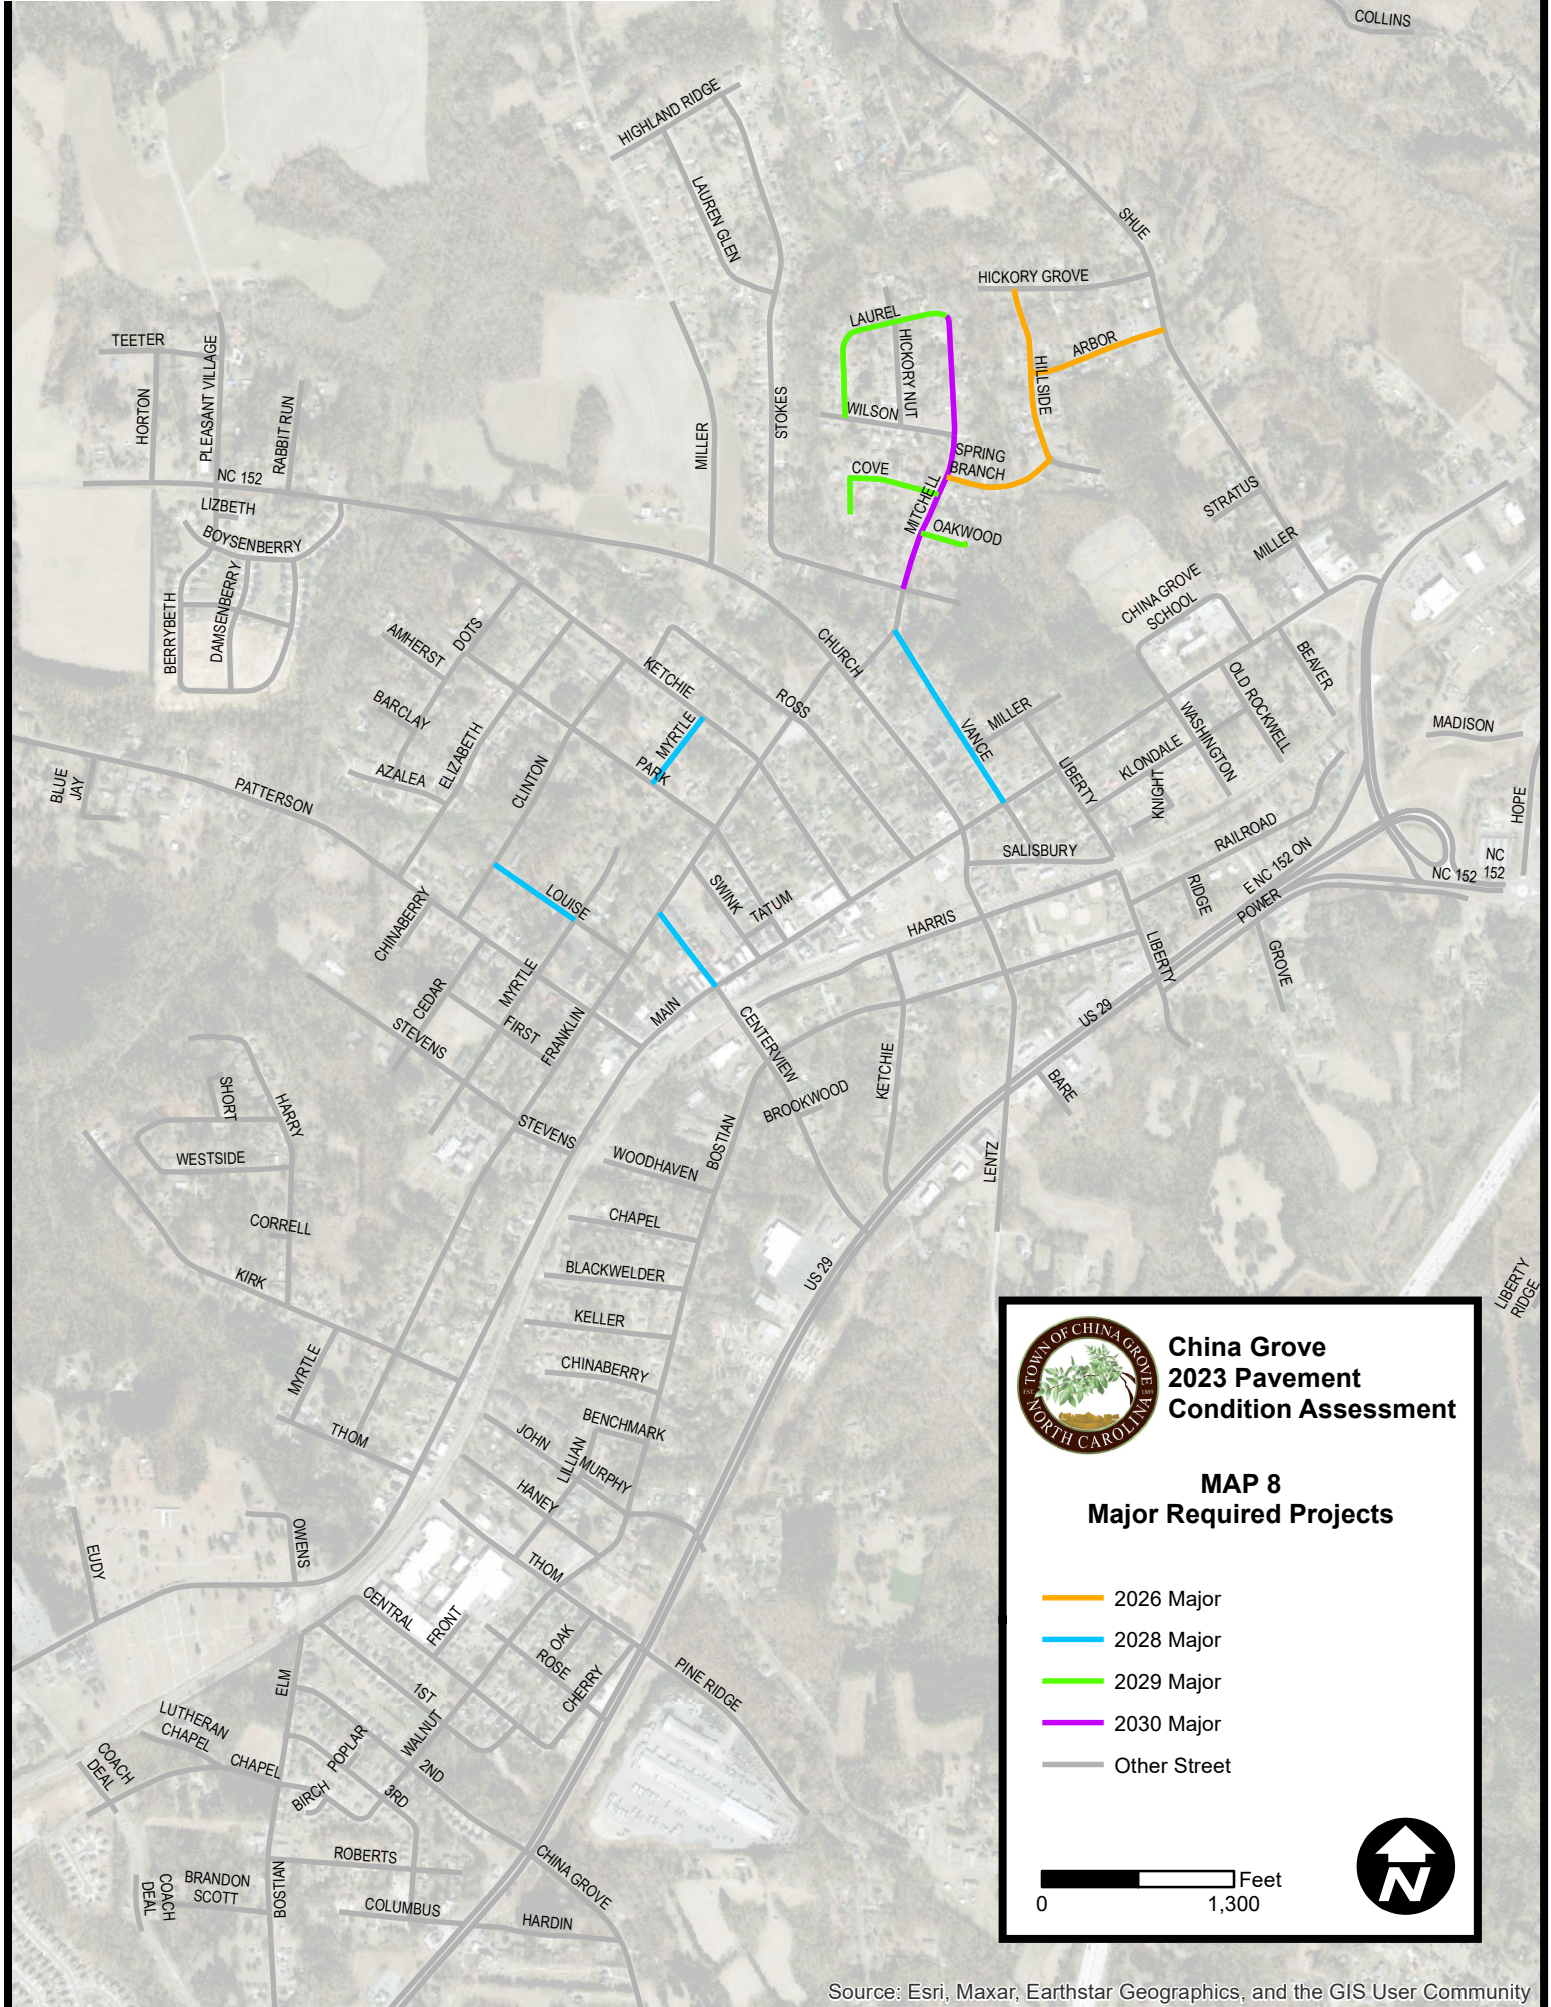 COLLINS
HIGHLAND RIDGE
LAUREN GLEN
SHUE
HICKORY GROVE
LAUREL
HICKORY NUT
ARBOR
HILLSIDE
TEETER
PLEASANT VILLAGE
HORTON
RABBIT RUN
MILLER
STOKES
WILSON
SPRING
BRANCH
COVE
MITCHELL
OAKWOOD
NC 152
LIZBETH
BOYSENBERRY
STRATUS
MILLER
BERRYBETH
DAMSENBERRY
CHINA GROVE
SCHOOL
AMHERST
DOTS
CHURCH
KETCHIE
ROSS
BEAVER
OLD ROCKWELL
BARCLAY
ELIZABETH
MYRTLE
PARK
VANCE
MILLER
WASHINGTON
MADISON
BLUE
JAY
AZALEA
CLINTON
LIBERTY
KLONDALE
KNIGHT
PATTERSON
HOPE
RAILROAD
SALISBURY
E NC 152 ON
NC
152
NC 152
CHINABERRY
LOUISE
SWINK
TATUM
HARRIS
RIDGE
POWER
LIBERTY
GROVE
CEDAR
MYRTLE
FIRST
FRANKLIN
MAIN
STEVENS
CENTERVIEW
US 29
KETCHIE
BARE
BROOKWOOD
SHORT
HARRY
STEVENS
BOSTIAN
LENTZ
WESTSIDE
WOODHAVEN
CORRELL
CHAPEL
KIRK
BLACKWELDER
US 29
LIBERTY
RIDGE
KELLER
MYRTLE
CHINABERRY
THOM
BENCHMARK
JOHN
LILLIAN
MURPHY
HANEY
OWENS
EUDY
THOM
CENTRAL
FRONT
OAK
ROSE
CHERRY
PINE RIDGE
ELM
1ST
LUTHERAN
CHAPEL
WALNUT
POPLAR
COACH
DEAL
CHAPEL
2ND
BIRCH
3RD
ROBERTS
CHINA GROVE
BRANDON
SCOTT
COACH
DEAL
BOSTIAN
COLUMBUS
HARDIN
TOWN OF CHINA GROVE
EST. 1889
NORTH CAROLINA
China Grove
2023 Pavement
Condition Assessment
MAP 8
Major Required Projects
2026 Major
2028 Major
2029 Major
2030 Major
Other Street
Feet
0 1,300
N
Source: Esri, Maxar, Earthstar Geographics, and the GIS User Community